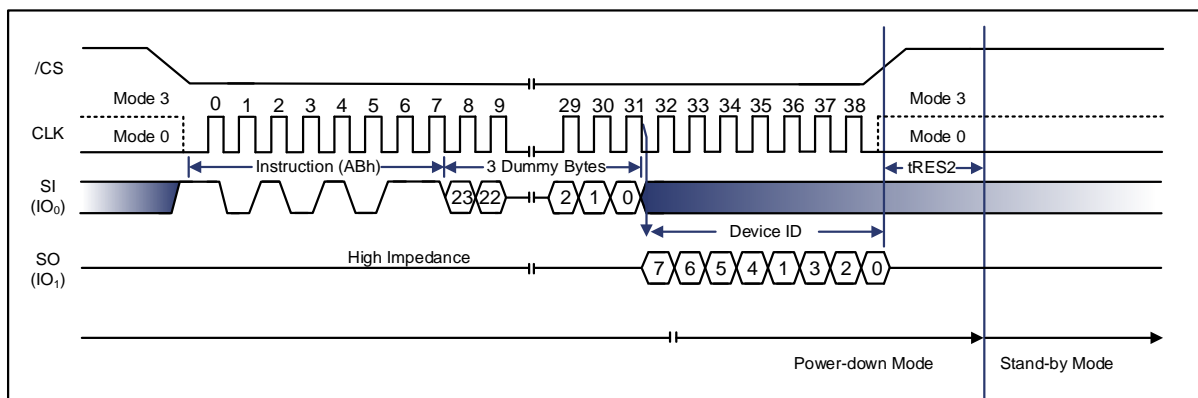 /CS
Mode 3
0 1 2 3 4 5 6 7 8 9 29 30 31 32 33 34 35 36 37 38
Mode 3
CLK
Mode 0
Mode 0
Instruction (ABh)
3 Dummy Bytes
tRES2
SI
(IO0)
23 22 2 1 0
Device ID
SO
(IO1)
High Impedance
7 6 5 4 1 3 2 0
Power-down Mode
Stand-by Mode